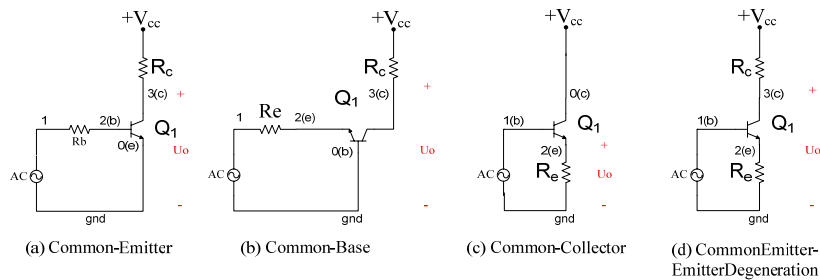 +Vcc
Rc
3(c)
+
1
2(b)
Q1
Rb
0(e)
Uo
AC
-
gnd
(a) Common-Emitter
+Vcc
Rc
3(c)
+
Q1
1
Re
2(e)
0(b)
Uo
AC
-
gnd
(b) Common-Base
+Vcc
0(c)
1(b)
Q1
2(e)
+
AC
Re
Uo
-
gnd
(c) Common-Collector
+Vcc
Rc
3(c)
+
1(b)
Q1
2(e)
Uo
AC
Re
-
gnd
(d) CommonEmitter-
EmitterDegeneration